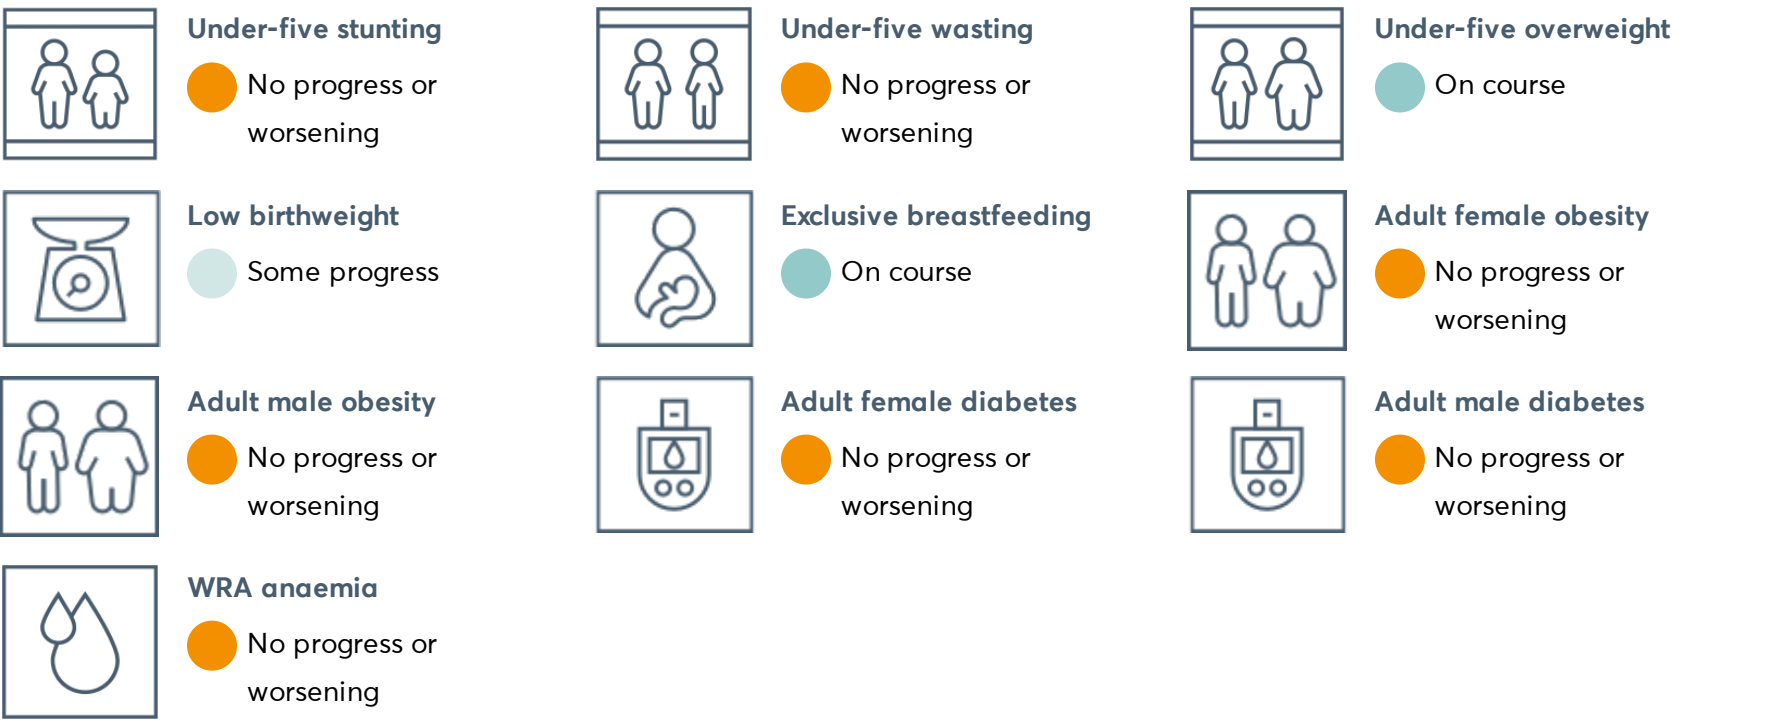 Under-five stunting
No progress or
worsening
Under-five wasting
No progress or
worsening
Under-five overweight
On course
Low birthweight
Some progress
Exclusive breastfeeding
On course
Adult female obesity
No progress or
worsening
Adult male obesity
No progress or
worsening
Adult female diabetes
No progress or
worsening
Adult male diabetes
No progress or
worsening
WRA anaemia
No progress or
worsening